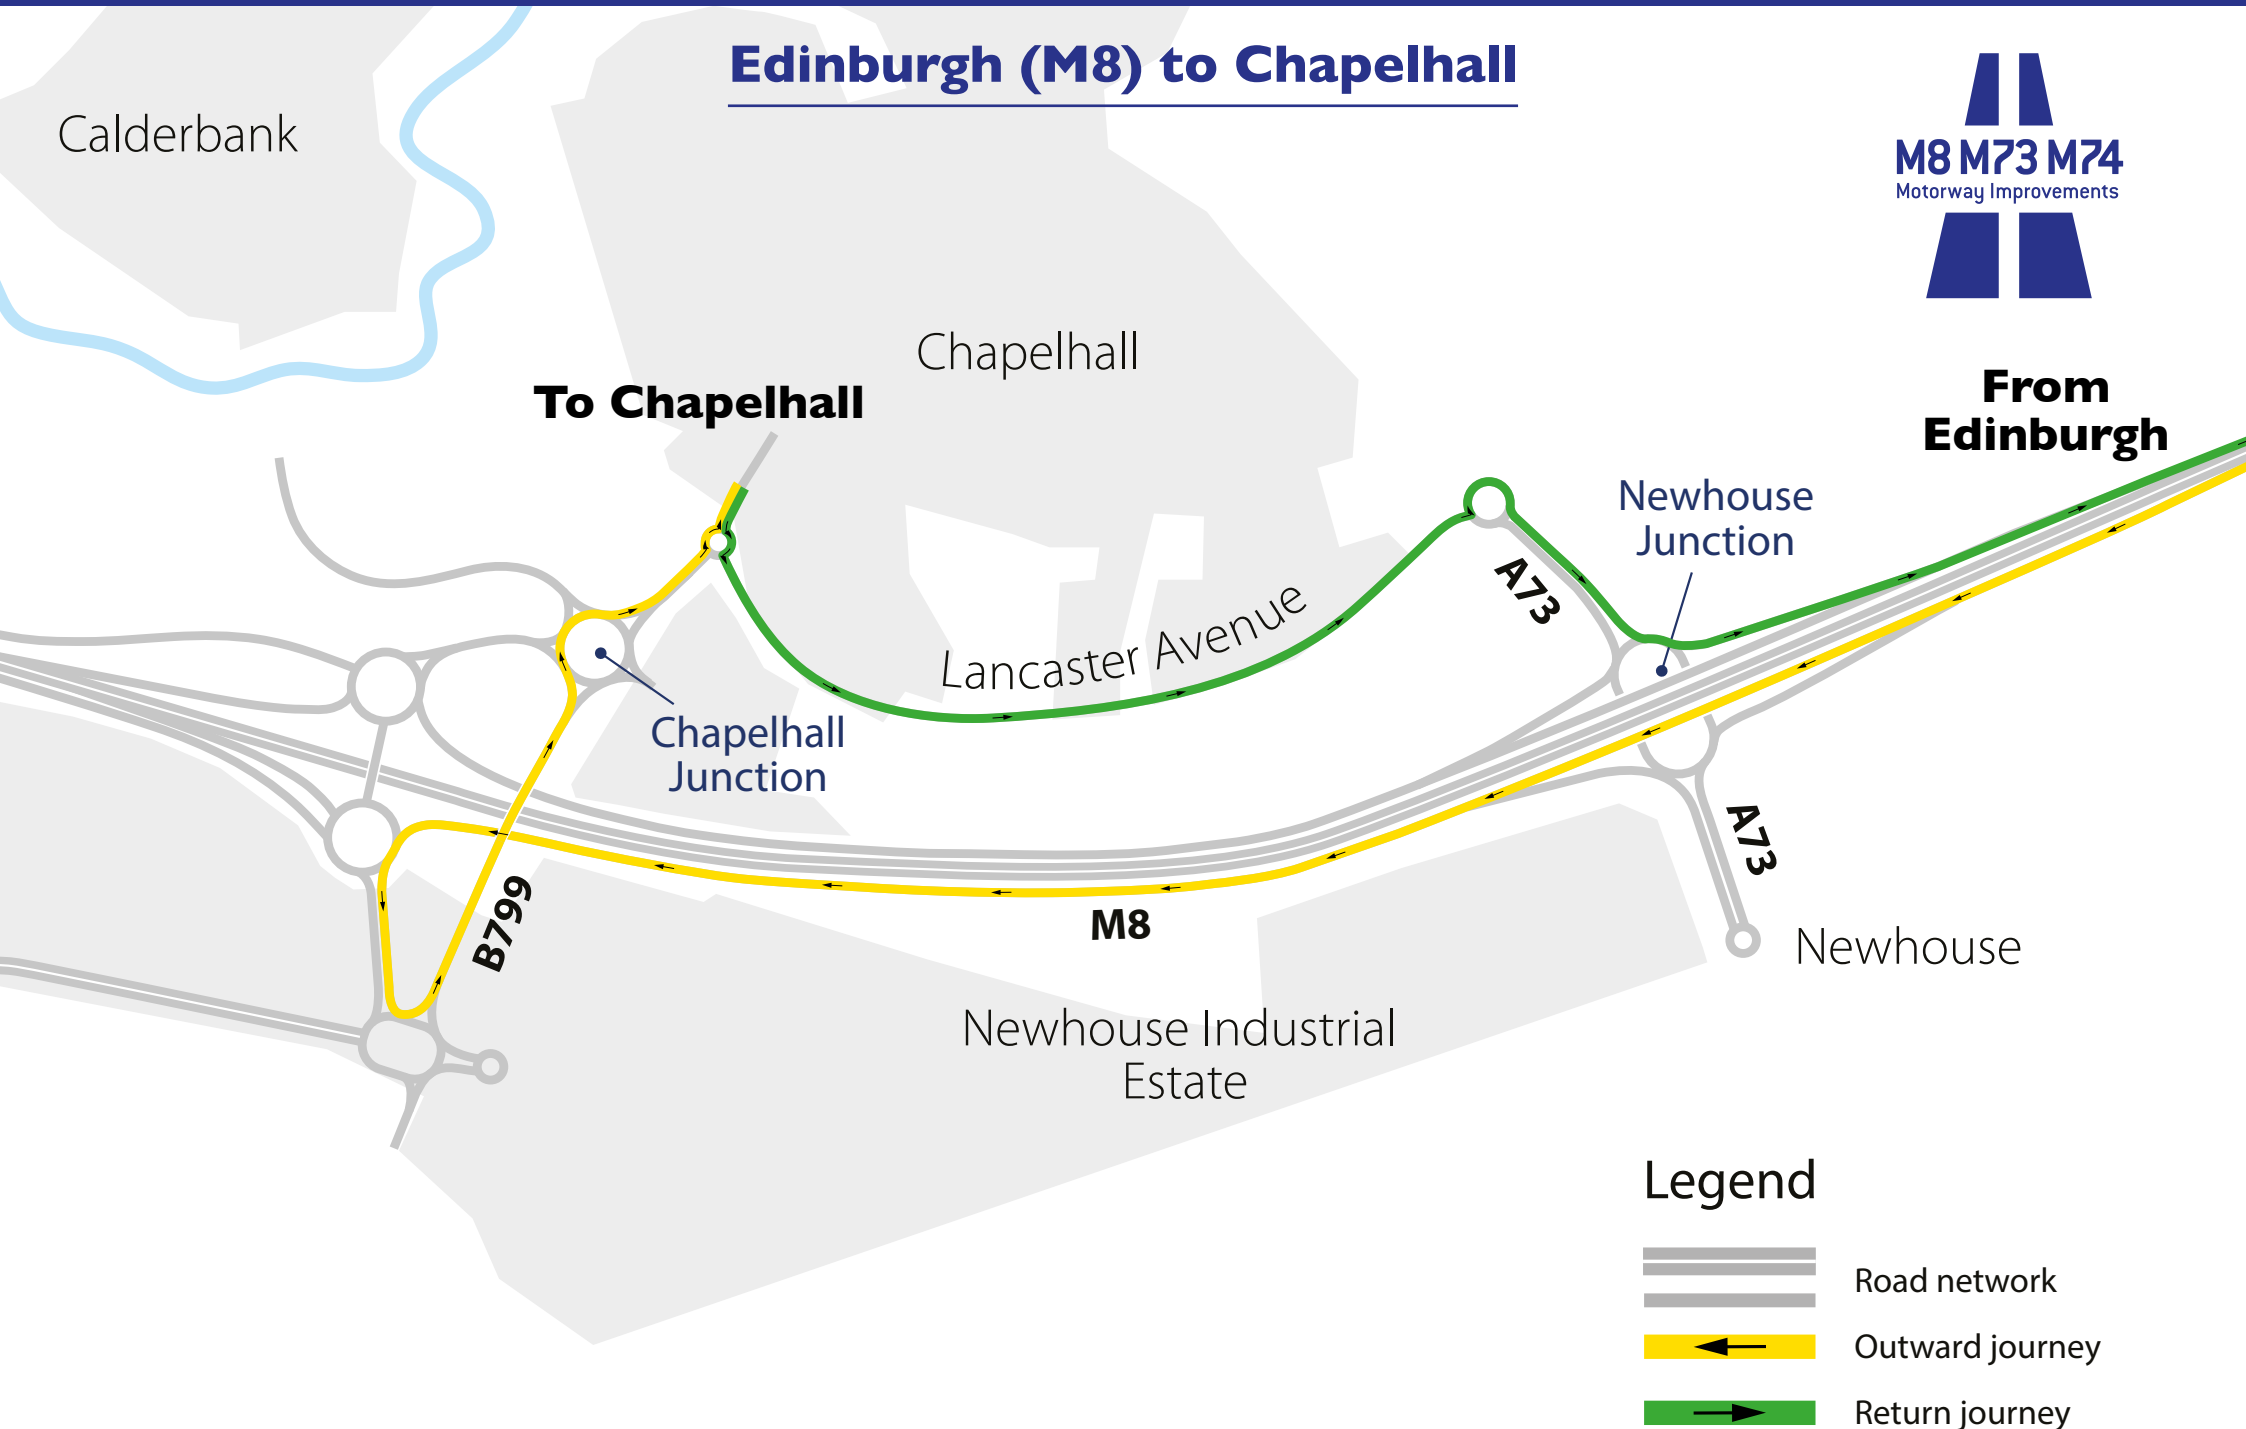 Edinburgh (M8) to Chapelhall
M8 M73 M74
Motorway Improvements
Calderbank
Chapelhall
To Chapelhall
From
Edinburgh
Newhouse
Junction
A73
Lancaster Avenue
Chapelhall
Junction
A73
B799
M8
Newhouse
Newhouse Industrial
Estate
Legend
Road network
Outward journey
Return journey